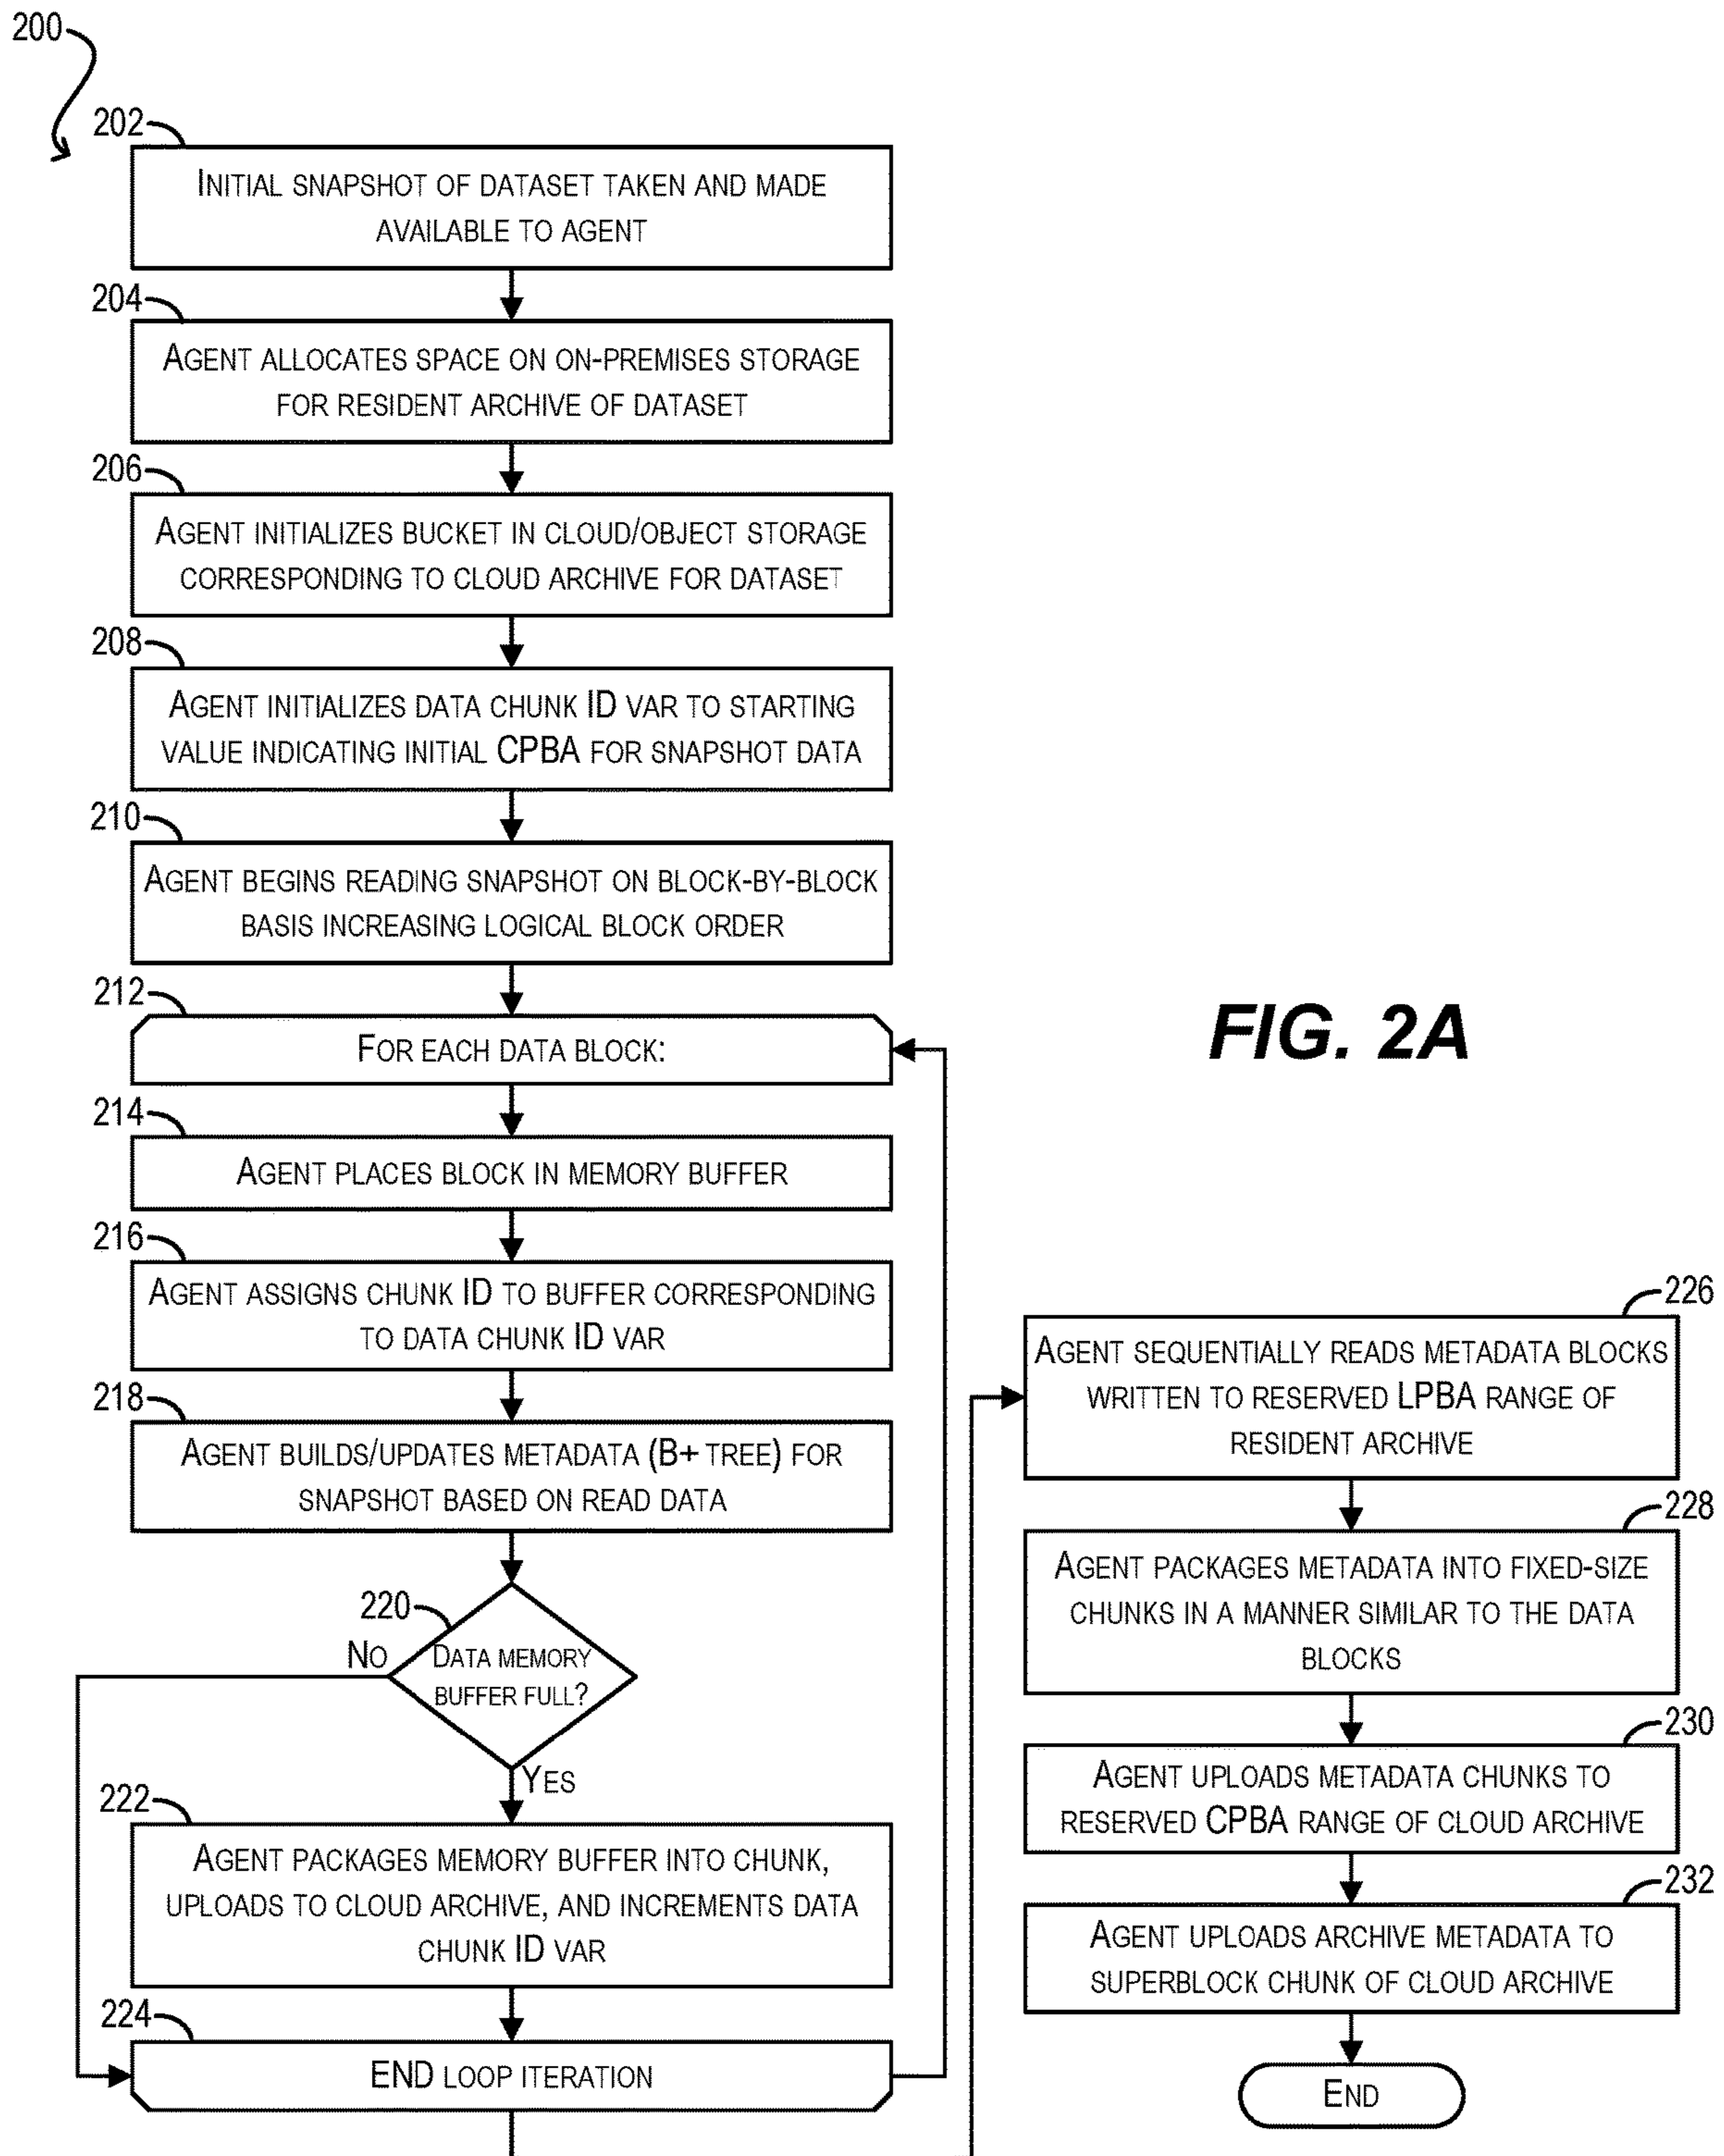 200
202
INITIAL SNAPSHOT OF DATASET TAKEN AND MADE
AVAILABLE TO AGENT
204
AGENT ALLOCATES SPACE ON ON-PREMISES STORAGE
FOR RESIDENT ARCHIVE OF DATASET
206
AGENT INITIALIZES BUCKET IN CLOUD/OBJECT STORAGE
CORRESPONDING TO CLOUD ARCHIVE FOR DATASET
208
AGENT INITIALIZES DATA CHUNK ID VAR TO STARTING
VALUE INDICATING INITIAL CPBA FOR SNAPSHOT DATA
210
AGENT BEGINS READING SNAPSHOT ON BLOCK-BY-BLOCK
BASIS INCREASING LOGICAL BLOCK ORDER
212
FOR EACH DATA BLOCK:
214
AGENT PLACES BLOCK IN MEMORY BUFFER
216
AGENT ASSIGNS CHUNK ID TO BUFFER CORRESPONDING
TO DATA CHUNK ID VAR
218
AGENT BUILDS/UPDATES METADATA (B+ TREE) FOR
SNAPSHOT BASED ON READ DATA
220
NO
DATA MEMORY
BUFFER FULL?
YES
222
AGENT PACKAGES MEMORY BUFFER INTO CHUNK,
UPLOADS TO CLOUD ARCHIVE, AND INCREMENTS DATA
CHUNK ID VAR
224
END LOOP ITERATION
FIG. 2A
226
AGENT SEQUENTIALLY READS METADATA BLOCKS
WRITTEN TO RESERVED LPBA RANGE OF
RESIDENT ARCHIVE
228
AGENT PACKAGES METADATA INTO FIXED-SIZE
CHUNKS IN A MANNER SIMILAR TO THE DATA
BLOCKS
230
AGENT UPLOADS METADATA CHUNKS TO
RESERVED CPBA RANGE OF CLOUD ARCHIVE
232
AGENT UPLOADS ARCHIVE METADATA TO
SUPERBLOCK CHUNK OF CLOUD ARCHIVE
END